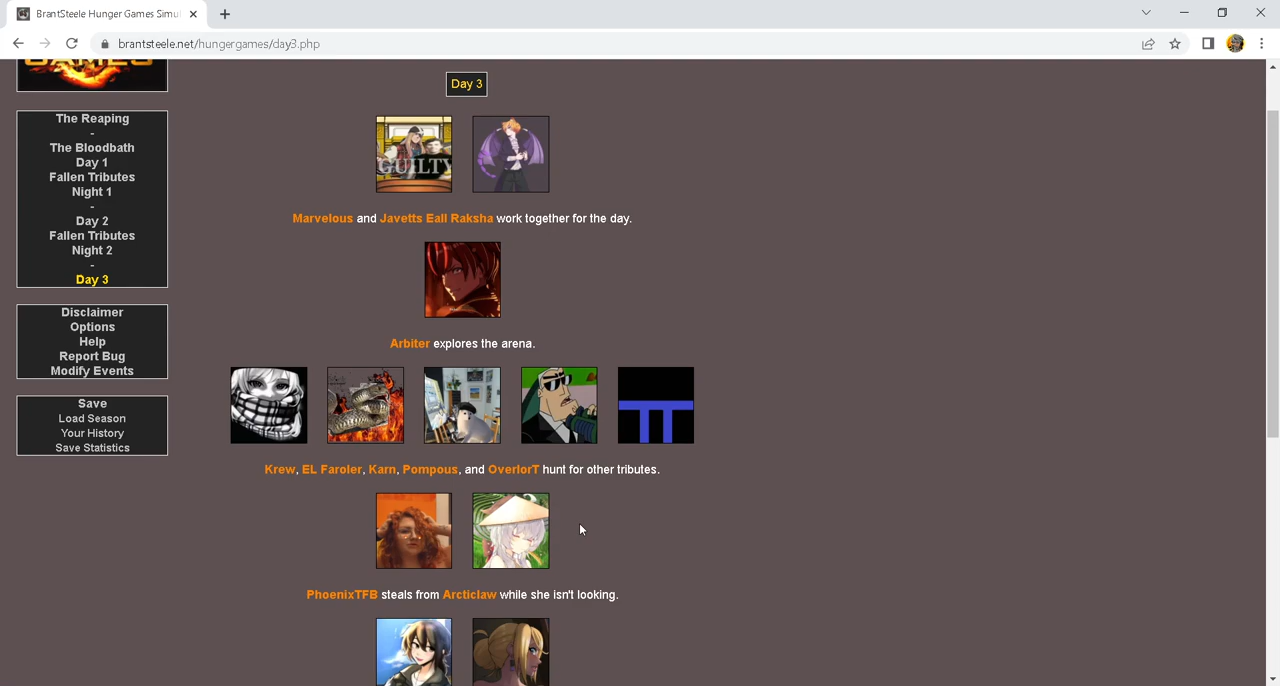 BrantSteele Hunger Games Simul
brantsteele.net/hungergames/day3.php
GAMES
The Reaping
-
The Bloodbath
Day 1
Fallen Tributes
Night 1
-
Day 2
Fallen Tributes
Night 2
-
Day 3
Disclaimer
Options
Help
Report Bug
Modify Events
Save
Load Season
Your History
Save Statistics
Day 3
GUILTY
Marvelous and Javetts Eall Raksha work together for the day.
Arbiter explores the arena.
Krew, EL Faroler, Karn, Pompous, and OverlorT hunt for other tributes.
PhoenixTFB steals from Arcticlaw while she isn't looking.